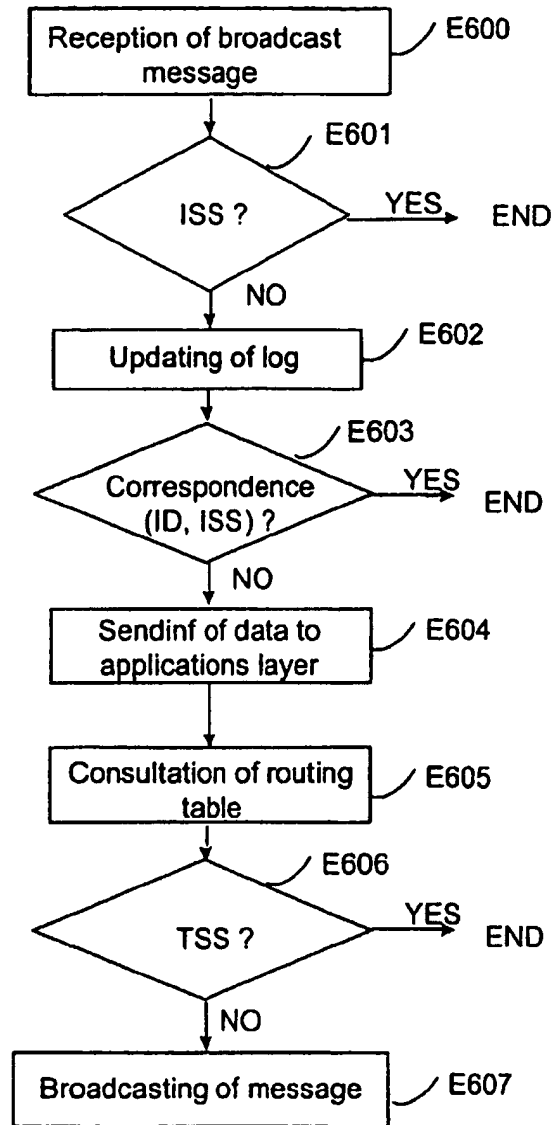 Reception of broadcast
message
E600
E601
ISS ?
YES
END
NO
Updating of log
E602
E603
Correspondence
(ID, ISS) ?
YES
END
NO
Sendinf of data to
applications layer
E604
Consultation of routing
table
E605
E606
TSS ?
YES
END
NO
Broadcasting of message
E607